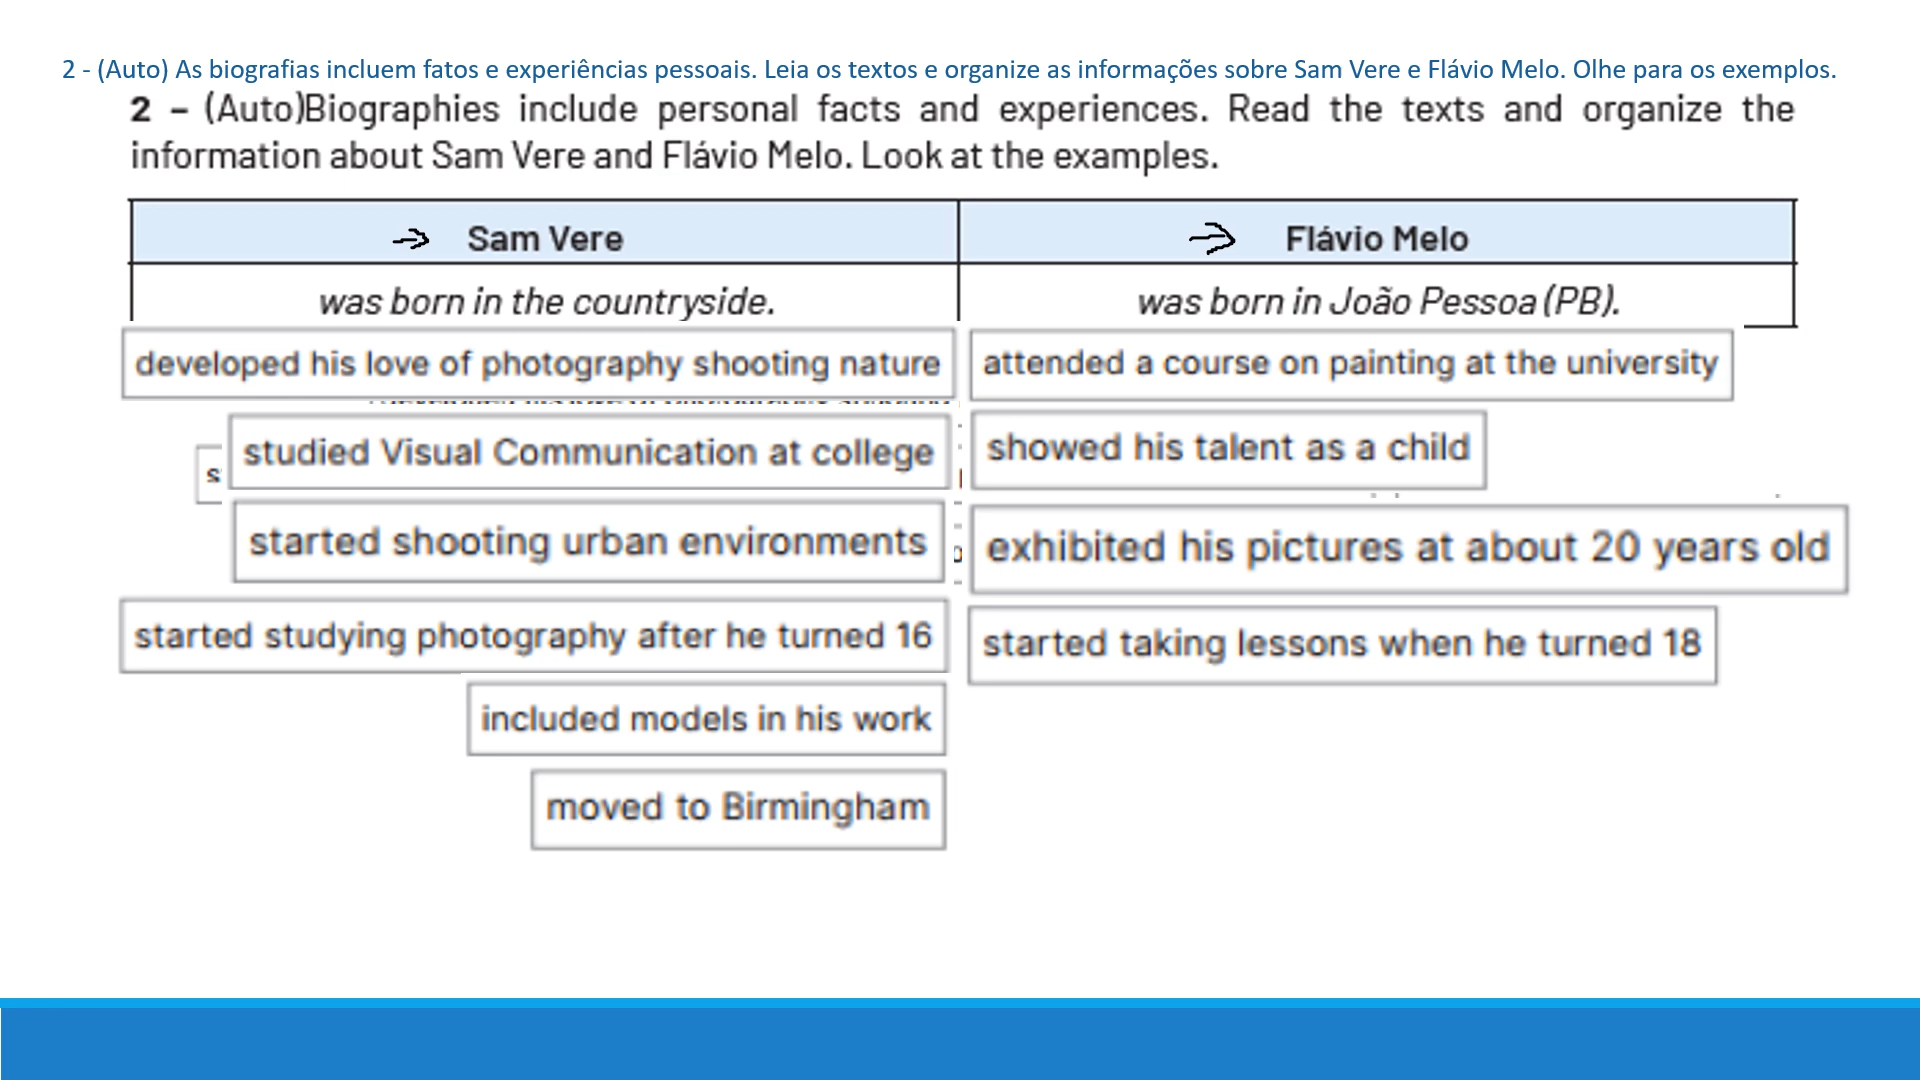 2 - (Auto) As biografias incluem fatos e experiências pessoais. Leia os textos e organize as informações sobre Sam Vere e Flávio Melo. Olhe para os exemplos.
2 – (Auto)Biographies include personal facts and experiences. Read the texts and organize the
information about Sam Vere and Flávio Melo. Look at the examples.
Sam Vere
Flávio Melo
was born in the countryside.
was born in João Pessoa (PB).
developed his love of photography shooting nature
attended a course on painting at the university
studied Visual Communication at college
showed his talent as a child
started shooting urban environments
exhibited his pictures at about 20 years old
started studying photography after he turned 16
started taking lessons when he turned 18
included models in his work
moved to Birmingham